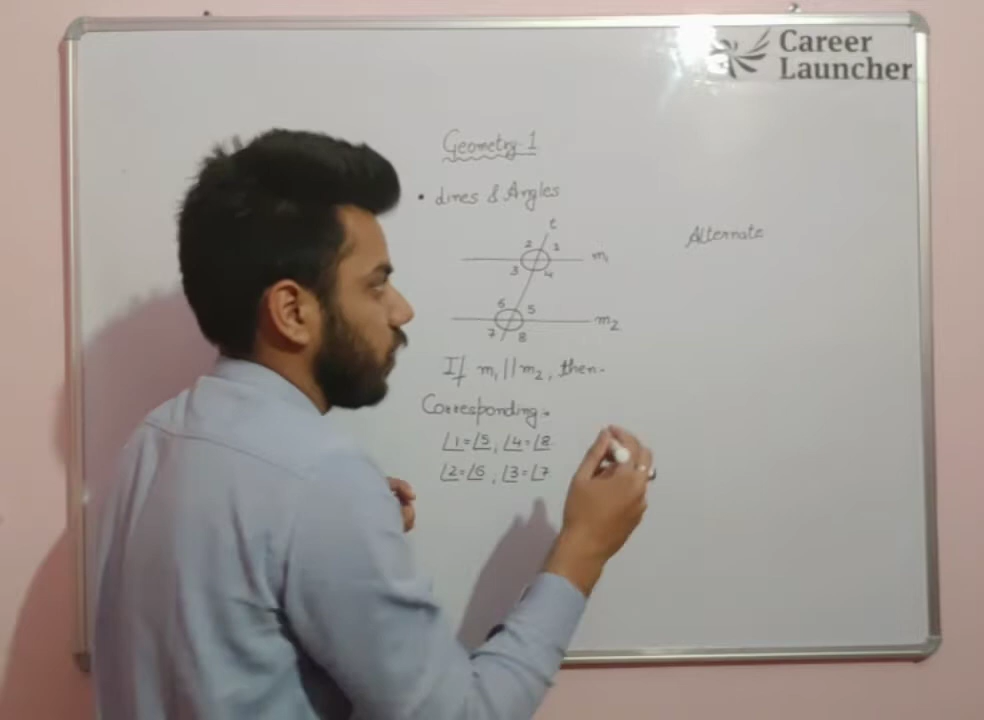 Career
Launcher
Geometry-1
• Lines & Angles
t
2 1
m₁
3 4
6 5
m₂
7 8
If m₁ // m₂, then-
Corresponding :-
∠1=∠5, ∠4=∠8
∠2=∠6, ∠3=∠7
Alternate